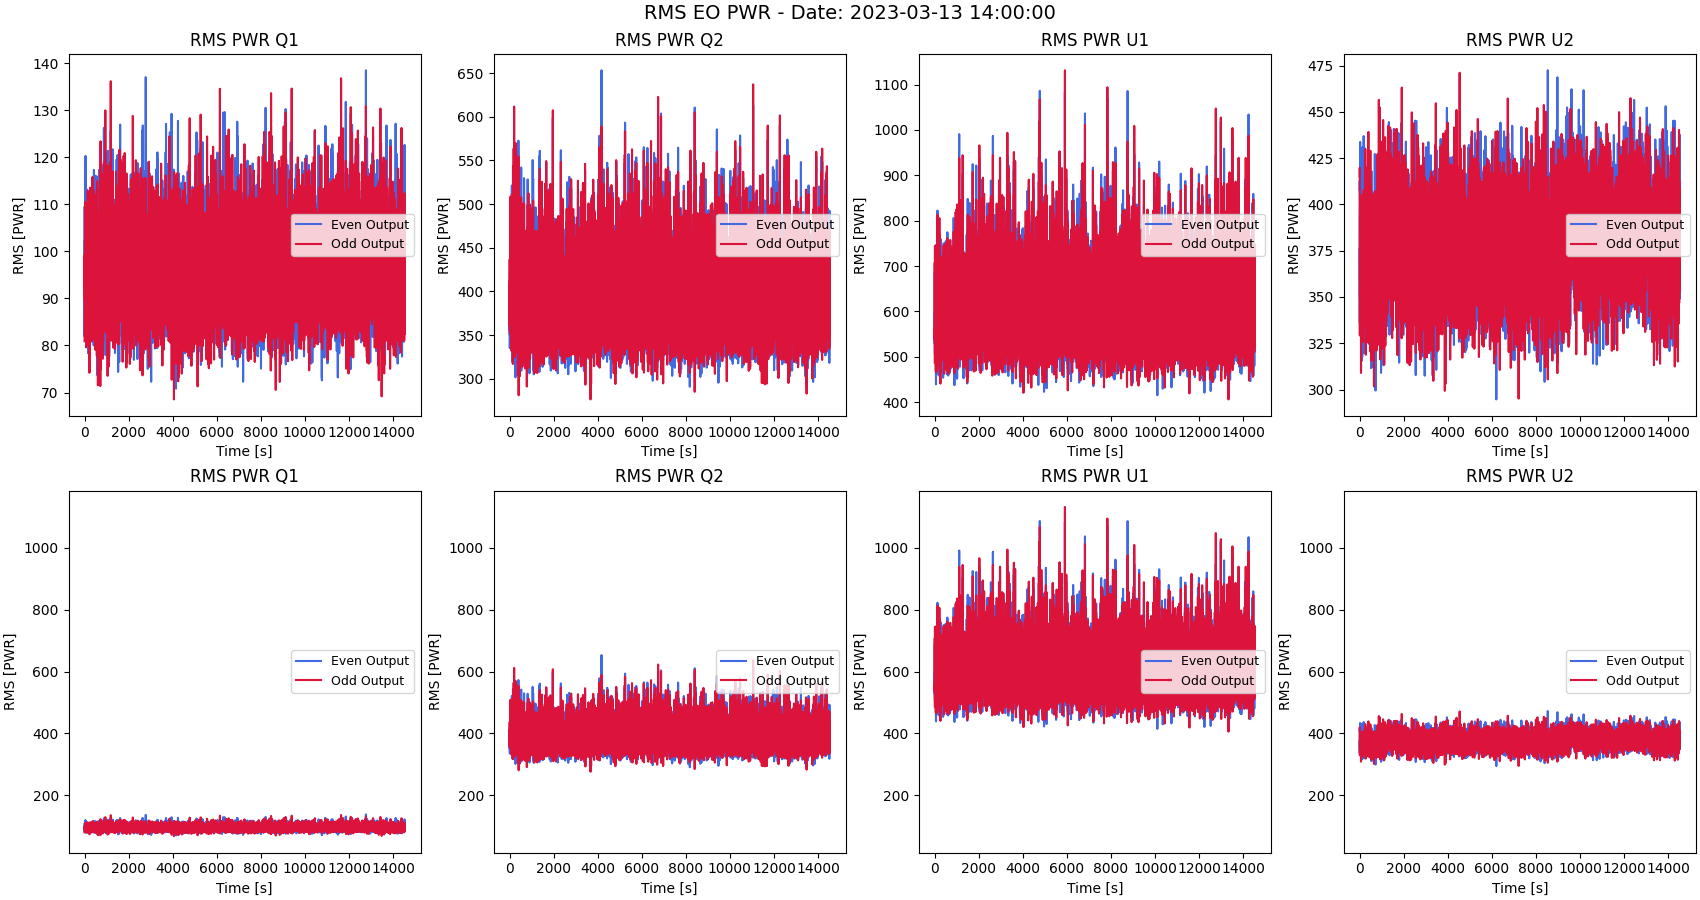 RMS EO PWR - Date: 2023-03-13 14:00:00
RMS PWR Q1
RMS [PWR]
140
130
120
110
100
90
80
70
Even Output
Odd Output
0 2000 4000 6000 8000 10000 12000 14000
Time [s]
RMS PWR Q2
RMS [PWR]
650
600
550
500
450
400
350
300
Even Output
Odd Output
0 2000 4000 6000 8000 10000 12000 14000
Time [s]
RMS PWR U1
RMS [PWR]
1100
1000
900
800
700
600
500
400
Even Output
Odd Output
0 2000 4000 6000 8000 10000 12000 14000
Time [s]
RMS PWR U2
RMS [PWR]
475
450
425
400
375
350
325
300
Even Output
Odd Output
0 2000 4000 6000 8000 10000 12000 14000
Time [s]
RMS PWR Q1
RMS [PWR]
1000
800
600
400
200
Even Output
Odd Output
0 2000 4000 6000 8000 10000 12000 14000
Time [s]
RMS PWR Q2
RMS [PWR]
1000
800
600
400
200
Even Output
Odd Output
0 2000 4000 6000 8000 10000 12000 14000
Time [s]
RMS PWR U1
RMS [PWR]
1000
800
600
400
200
Even Output
Odd Output
0 2000 4000 6000 8000 10000 12000 14000
Time [s]
RMS PWR U2
RMS [PWR]
1000
800
600
400
200
Even Output
Odd Output
0 2000 4000 6000 8000 10000 12000 14000
Time [s]